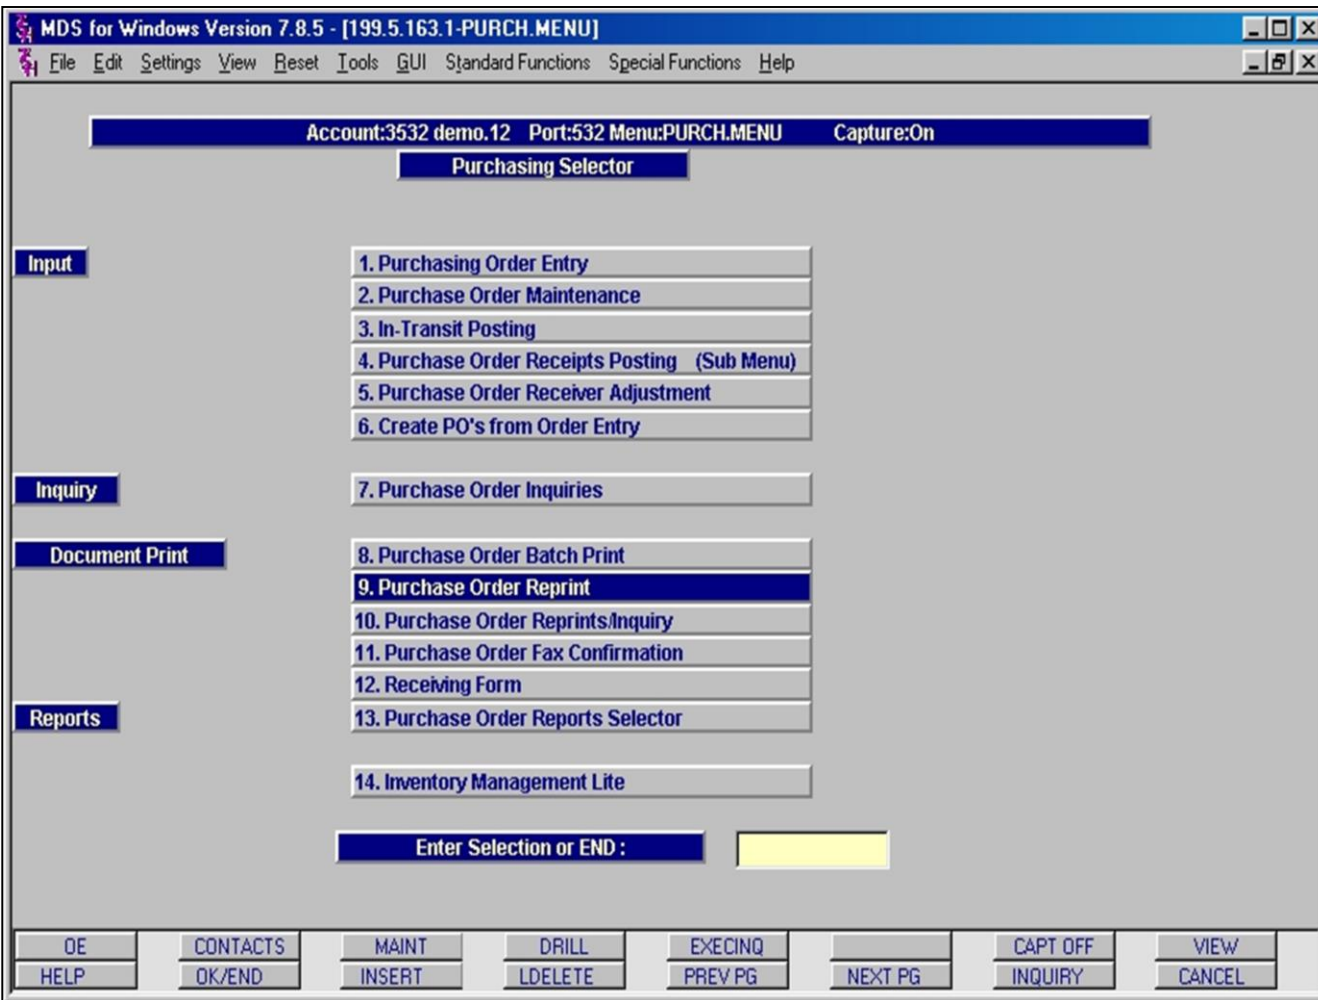 MDS for Windows Version 7.8.5 - [199.5.163.1-PURCH.MENU]
File Edit Settings View Reset Tools GUI Standard Functions Special Functions Help
Account:3532 demo.12 Port:532 Menu:PURCH.MENU Capture:On
Purchasing Selector
Input
1. Purchasing Order Entry
2. Purchase Order Maintenance
3. In-Transit Posting
4. Purchase Order Receipts Posting (Sub Menu)
5. Purchase Order Receiver Adjustment
6. Create PO's from Order Entry
Inquiry
7. Purchase Order Inquiries
Document Print
8. Purchase Order Batch Print
9. Purchase Order Reprint
10. Purchase Order Reprints/Inquiry
11. Purchase Order Fax Confirmation
12. Receiving Form
Reports
13. Purchase Order Reports Selector
14. Inventory Management Lite
Enter Selection or END :
OE CONTACTS MAINT DRILL EXECINQ CAPT OFF VIEW
HELP OK/END INSERT LDELETE PREV PG NEXT PG INQUIRY CANCEL